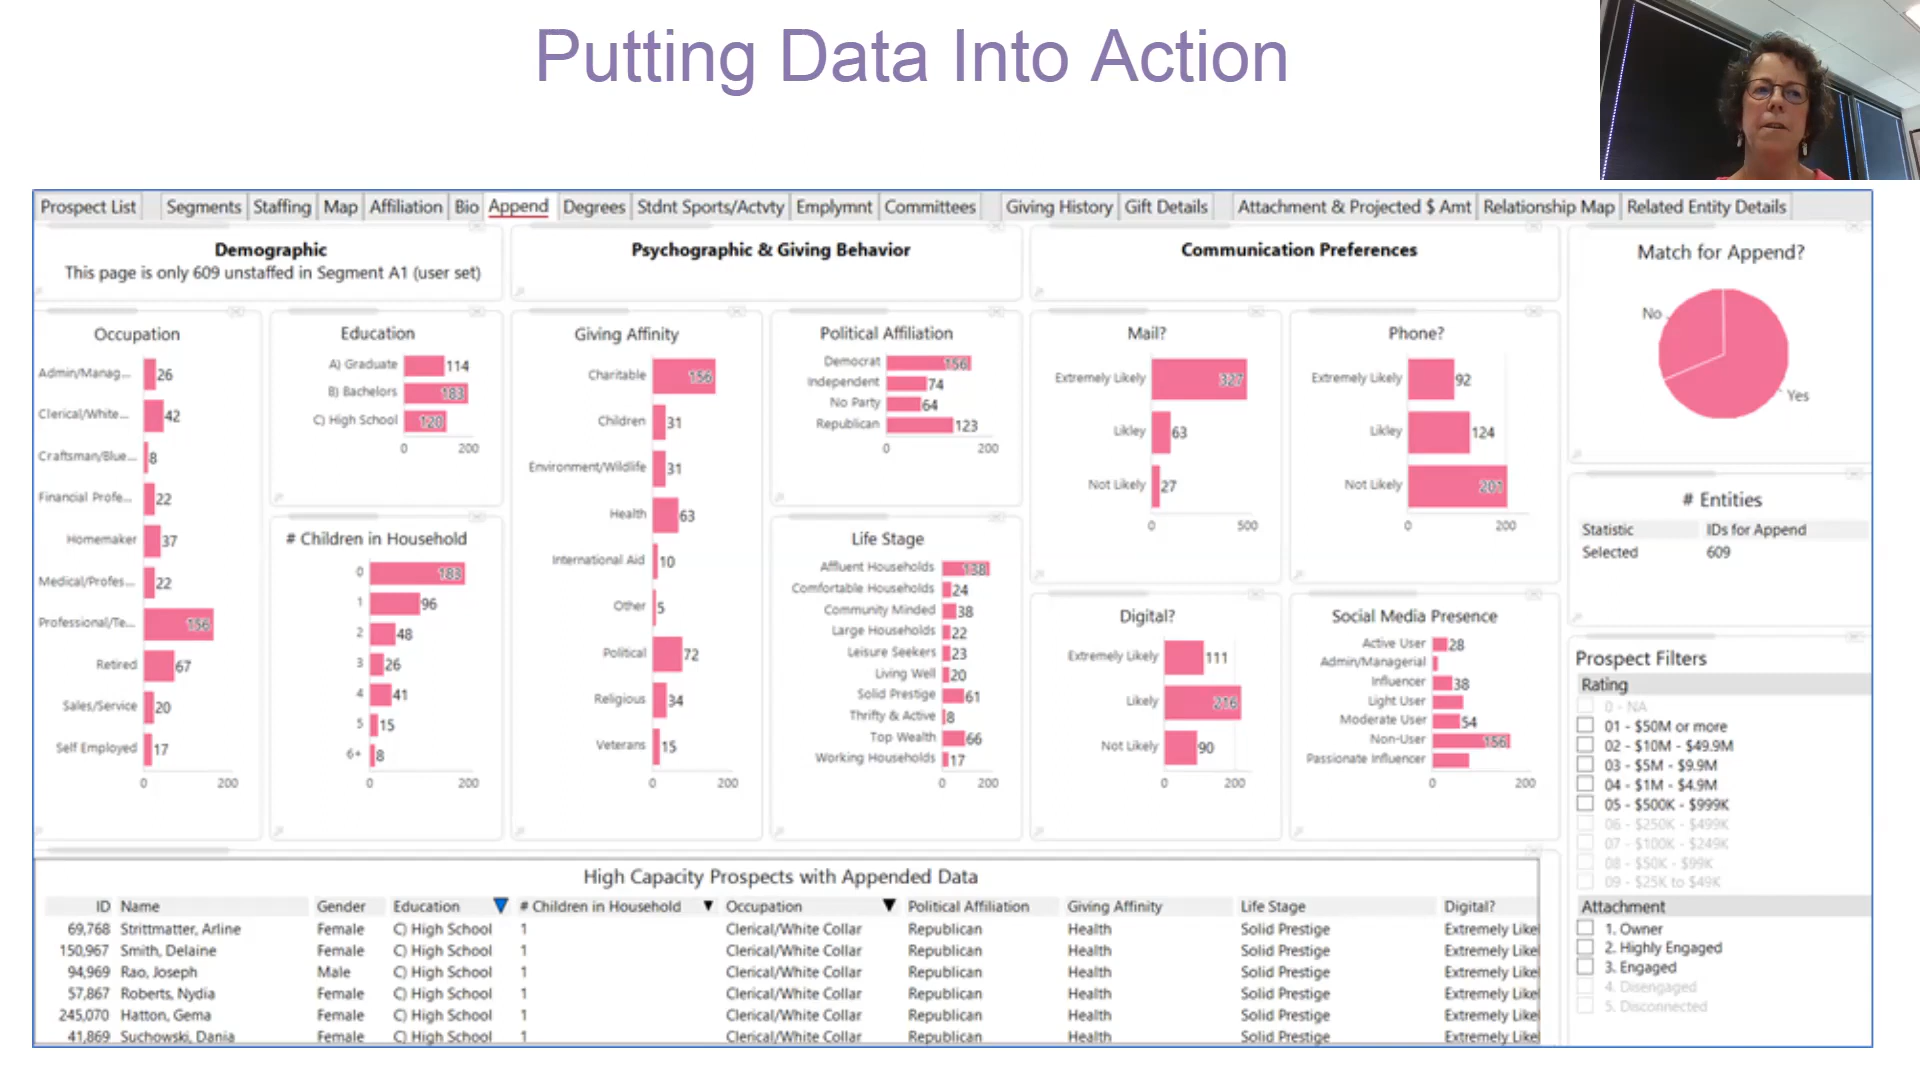 Putting Data Into Action
Prospect List Segments Staffing Map Affiliation Bio Append Degrees Stdnt Sports/Actvty Emplymnt Committees Giving History Gift Details Attachment & Projected $ Amt Relationship Map Related Entity Details
Demographic
This page is only 609 unstaffed in Segment A1 (user set)
Psychographic & Giving Behavior
Communication Preferences
Match for Append?
No
Yes
Occupation
Admin/Manag... 26
Clerical/White... 42
Craftsman/Blue... 8
Financial Profe... 22
Homemaker 37
Medical/Profes... 22
Professional/Te... 156
Retired 67
Sales/Service 20
Self Employed 17
0 200
Education
A) Graduate 114
B) Bachelors 183
C) High School 120
0 200
# Children in Household
0 183
1 96
2 48
3 26
4 41
5 15
6+ 8
0 200
Giving Affinity
Charitable 156
Children 31
Environment/Wildlife 31
Health 63
International Aid 10
Other 5
Political 72
Religious 34
Veterans 15
0 200
Political Affiliation
Democrat 156
Independent 74
No Party 64
Republican 123
0 200
Life Stage
Affluent Households 138
Comfortable Households 24
Community Minded 38
Large Households 22
Leisure Seekers 23
Living Well 20
Solid Prestige 61
Thrifty & Active 8
Top Wealth 66
Working Households 17
0 200
Mail?
Extremely Likely 327
Likley 63
Not Likely 27
0 500
Phone?
Extremely Likely 92
Likley 124
Not Likely 201
0 200
Digital?
Extremely Likely 111
Likely 216
Not Likely 90
0 200
Social Media Presence
Active User 28
Admin/Managerial
Influencer 38
Light User
Moderate User 54
Non-User 156
Passionate Influencer
0 200
# Entities
Statistic IDs for Append
Selected 609
Prospect Filters
Rating
0 - NA
01 - $50M or more
02 - $10M - $49.9M
03 - $5M - $9.9M
04 - $1M - $4.9M
05 - $500K - $999K
06 - $250K - $499K
07 - $100K - $249K
08 - $50K - $99K
09 - $25K to $49K
Attachment
1. Owner
2. Highly Engaged
3. Engaged
4. Disengaged
5. Disconnected
High Capacity Prospects with Appended Data
ID Name Gender Education # Children in Household Occupation Political Affiliation Giving Affinity Life Stage Digital?
69,768 Strittmatter, Arline Female C) High School 1 Clerical/White Collar Republican Health Solid Prestige Extremely Likel
150,967 Smith, Delaine Female C) High School 1 Clerical/White Collar Republican Health Solid Prestige Extremely Likel
94,969 Rao, Joseph Male C) High School 1 Clerical/White Collar Republican Health Solid Prestige Extremely Likel
57,867 Roberts, Nydia Female C) High School 1 Clerical/White Collar Republican Health Solid Prestige Extremely Likel
245,070 Hatton, Gema Female C) High School 1 Clerical/White Collar Republican Health Solid Prestige Extremely Likel
41,869 Suchowski, Dania Female C) High School 1 Clerical/White Collar Republican Health Solid Prestige Extremely Likel